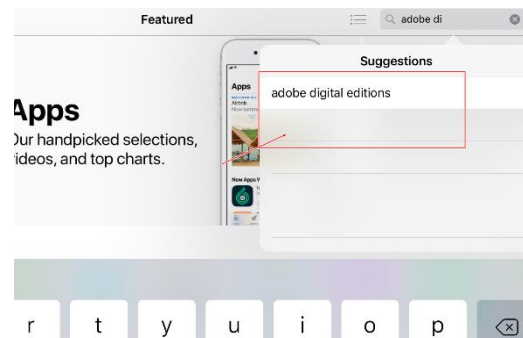 Featured
adobe di
Suggestions
adobe digital editions
Apps
Our handpicked selections,
videos, and top charts.
Apps
Airbnb
New Apps W
r t y u i o p